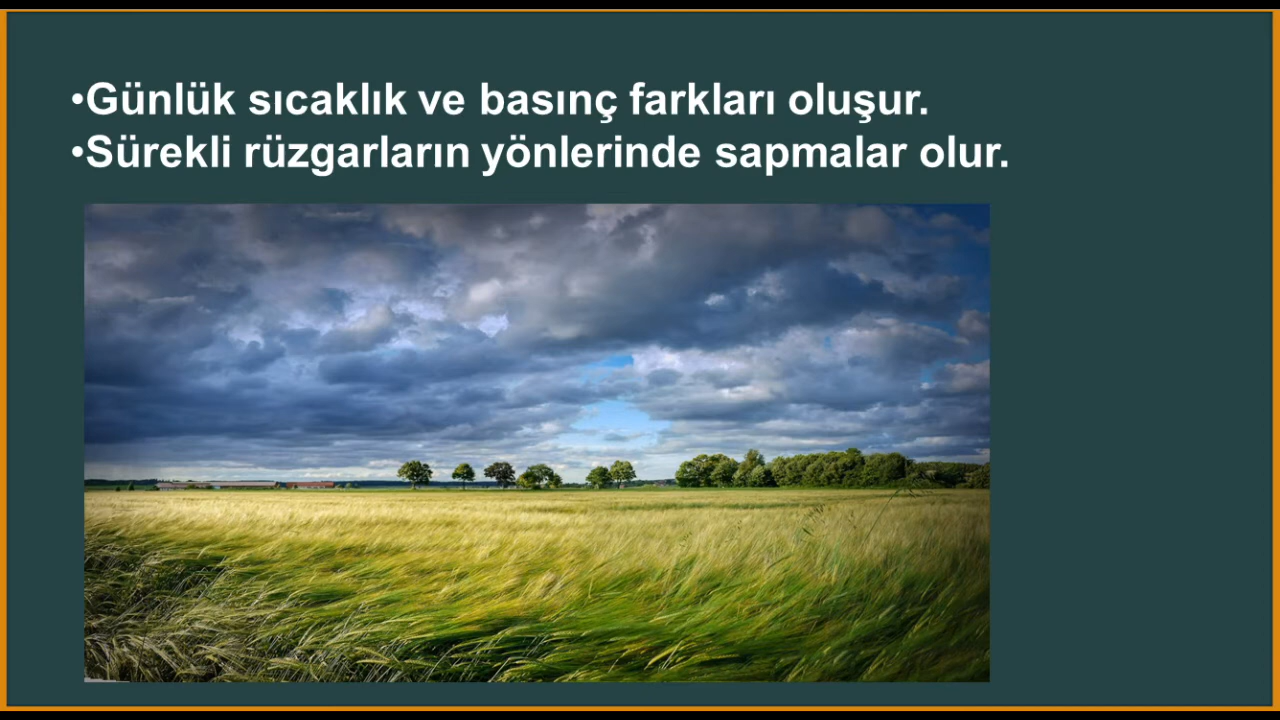 •Günlük sıcaklık ve basınç farkları oluşur.
•Sürekli rüzgarların yönlerinde sapmalar olur.